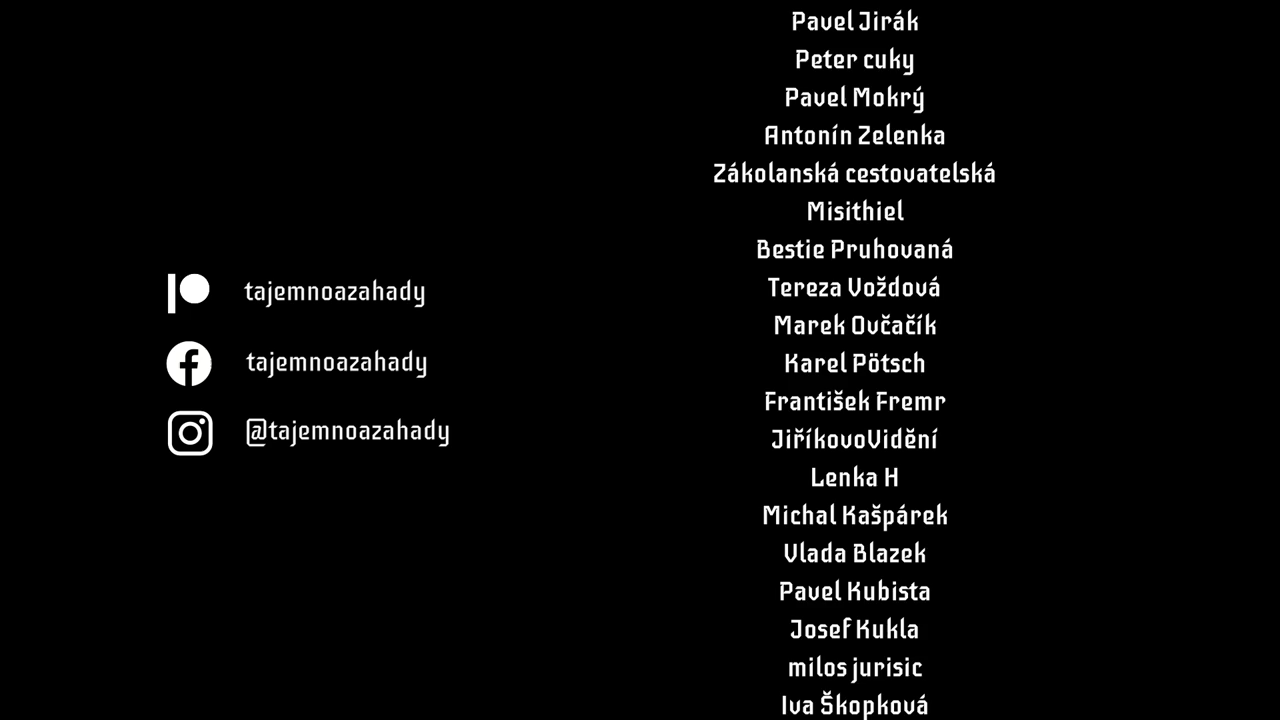 tajemnoazahady
tajemnoazahady
@tajemnoazahady
Pavel Jirák
Peter cuky
Pavel Mokrý
Antonín Zelenka
Zákolanská cestovatelská
Misithiel
Bestie Pruhovaná
Tereza Voždová
Marek Ovčačík
Karel Pötsch
František Fremr
JiříkovoVidění
Lenka H
Michal Kašpárek
Vlada Blazek
Pavel Kubista
Josef Kukla
milos jurisic
Iva Škopková